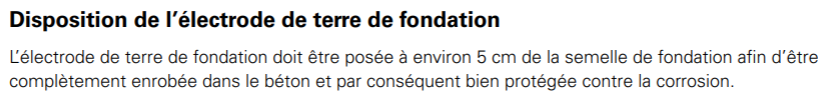 Disposition de l’électrode de terre de fondation
L’électrode de terre de fondation doit être posée à environ 5 cm de la semelle de fondation afin d’être
complètement enrobée dans le béton et par conséquent bien protégée contre la corrosion.